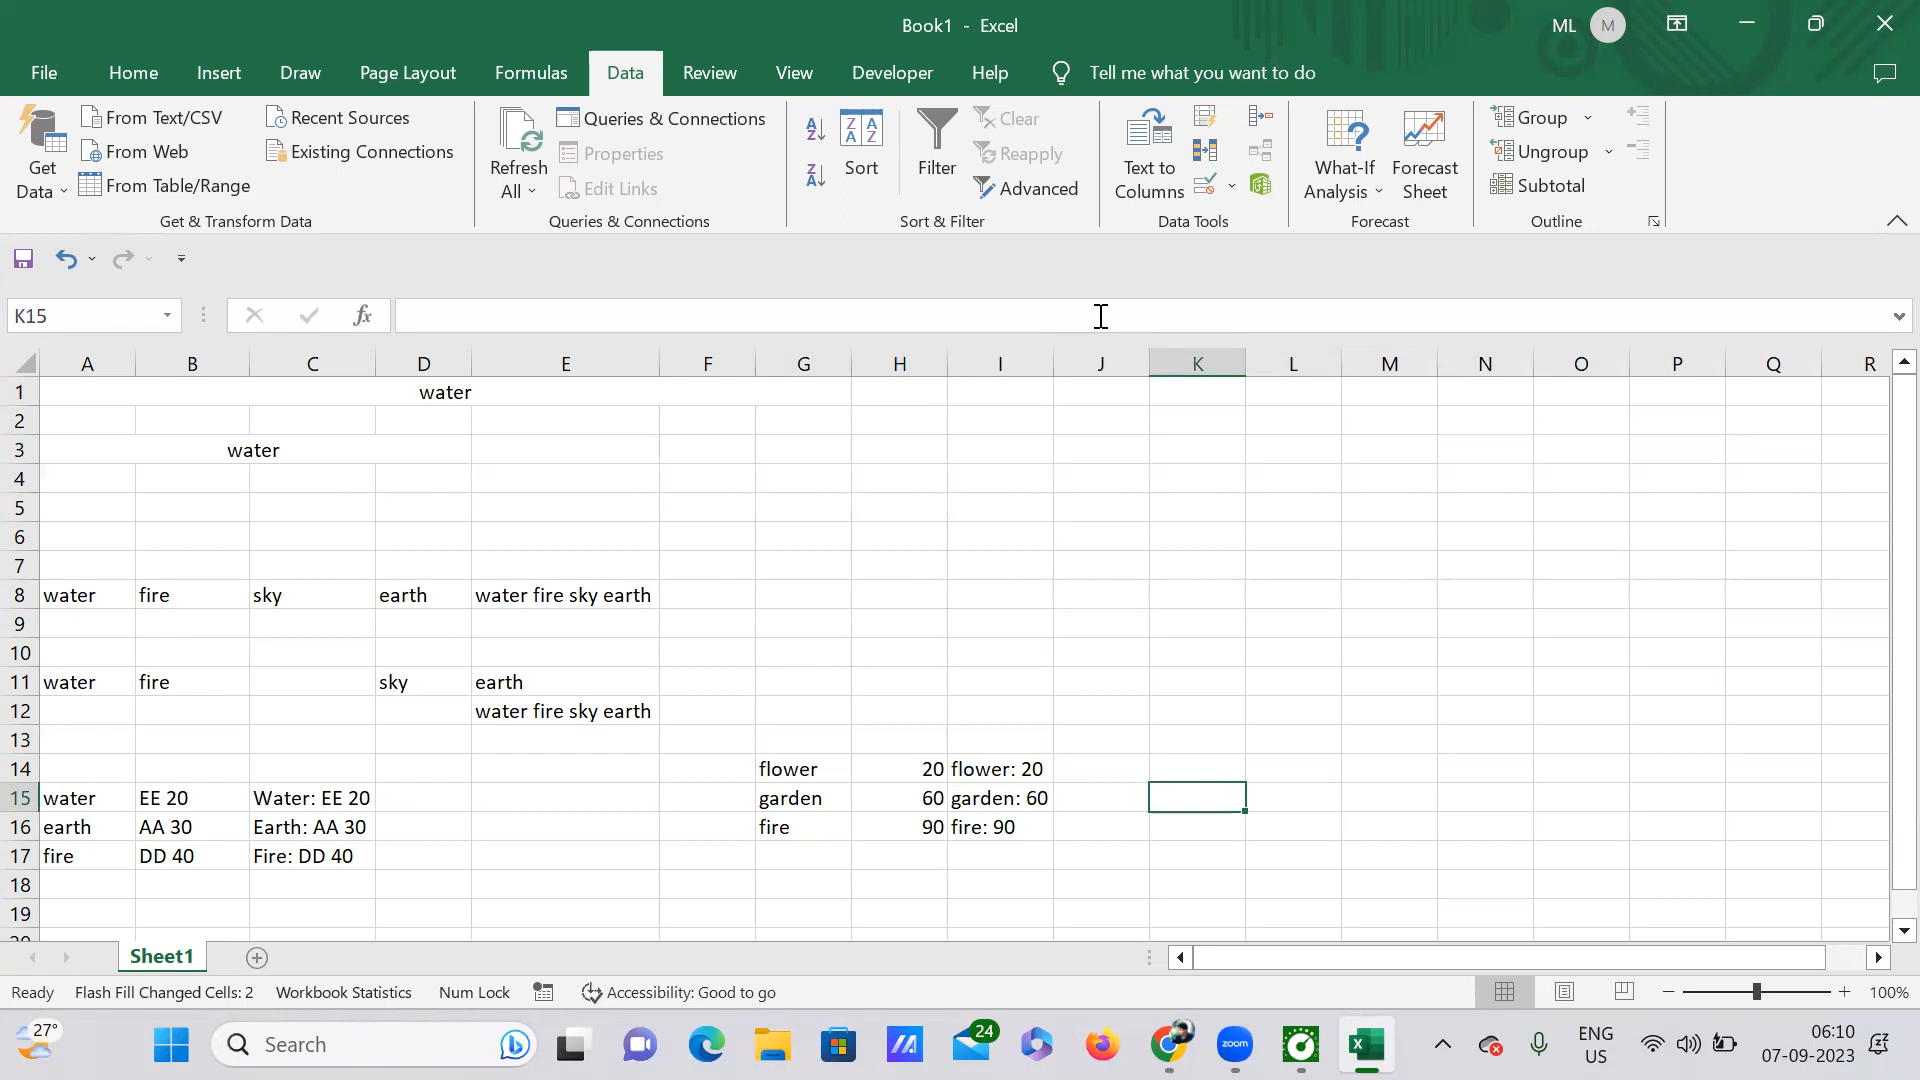 Book1 - Excel
ML M
File Home Insert Draw Page Layout Formulas Data Review View Developer Help Tell me what you want to do
Get Data
From Text/CSV
From Web
From Table/Range
Recent Sources
Existing Connections
Get & Transform Data
Refresh All
Queries & Connections
Properties
Edit Links
Queries & Connections
Sort
Filter
Clear
Reapply
Advanced
Sort & Filter
Text to Columns
Data Tools
What-If Analysis
Forecast Sheet
Forecast
Group
Ungroup
Subtotal
Outline
K15
fx
A B C D E F G H I J K L M N O P Q R
1 water
2
3 water
4
5
6
7
8 water fire sky earth water fire sky earth
9
10
11 water fire sky earth
12 water fire sky earth
13
14 flower 20 flower: 20
15 water EE 20 Water: EE 20 garden 60 garden: 60
16 earth AA 30 Earth: AA 30 fire 90 fire: 90
17 fire DD 40 Fire: DD 40
18
19
20
Sheet1
Ready Flash Fill Changed Cells: 2 Workbook Statistics Num Lock Accessibility: Good to go 100%
27° Search 24 zoom ENG US 06:10 07-09-2023